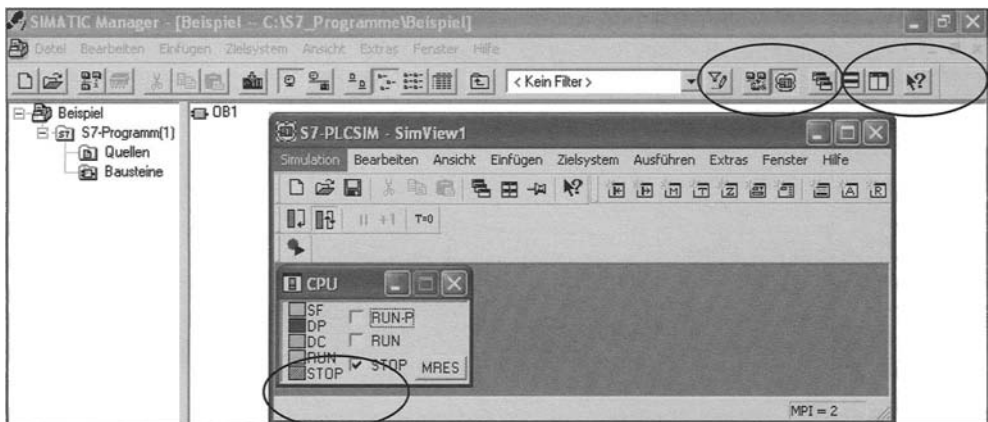 SIMATIC Manager - [Beispiel -- C:\S7_Programme\Beispiel]
Datei Bearbeiten Einfügen Zielsystem Ansicht Extras Fenster Hilfe
< Kein Filter >
Beispiel
S7-Programm(1)
Quellen
Bausteine
OB1
S7-PLCSIM - SimView1
Simulation Bearbeiten Ansicht Einfügen Zielsystem Ausführen Extras Fenster Hilfe
+1 T=0
CPU
SF
DP
DC
RUN
STOP
RUN-P
RUN
STOP MRES
MPI = 2